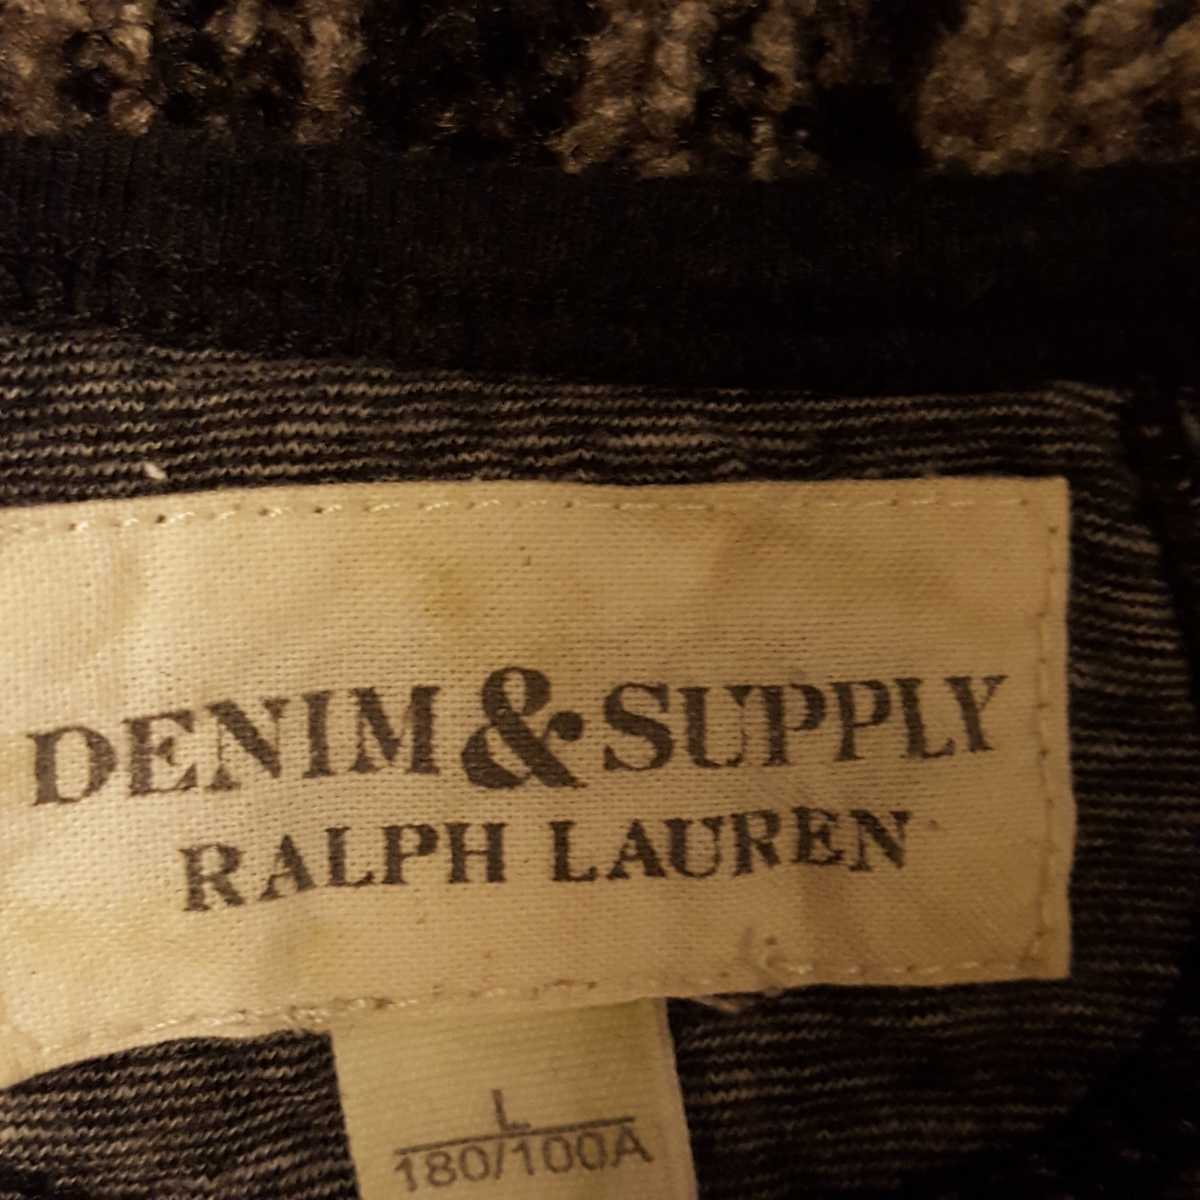 DENIM & SUPPLY
RALPH LAUREN
L
180/100A